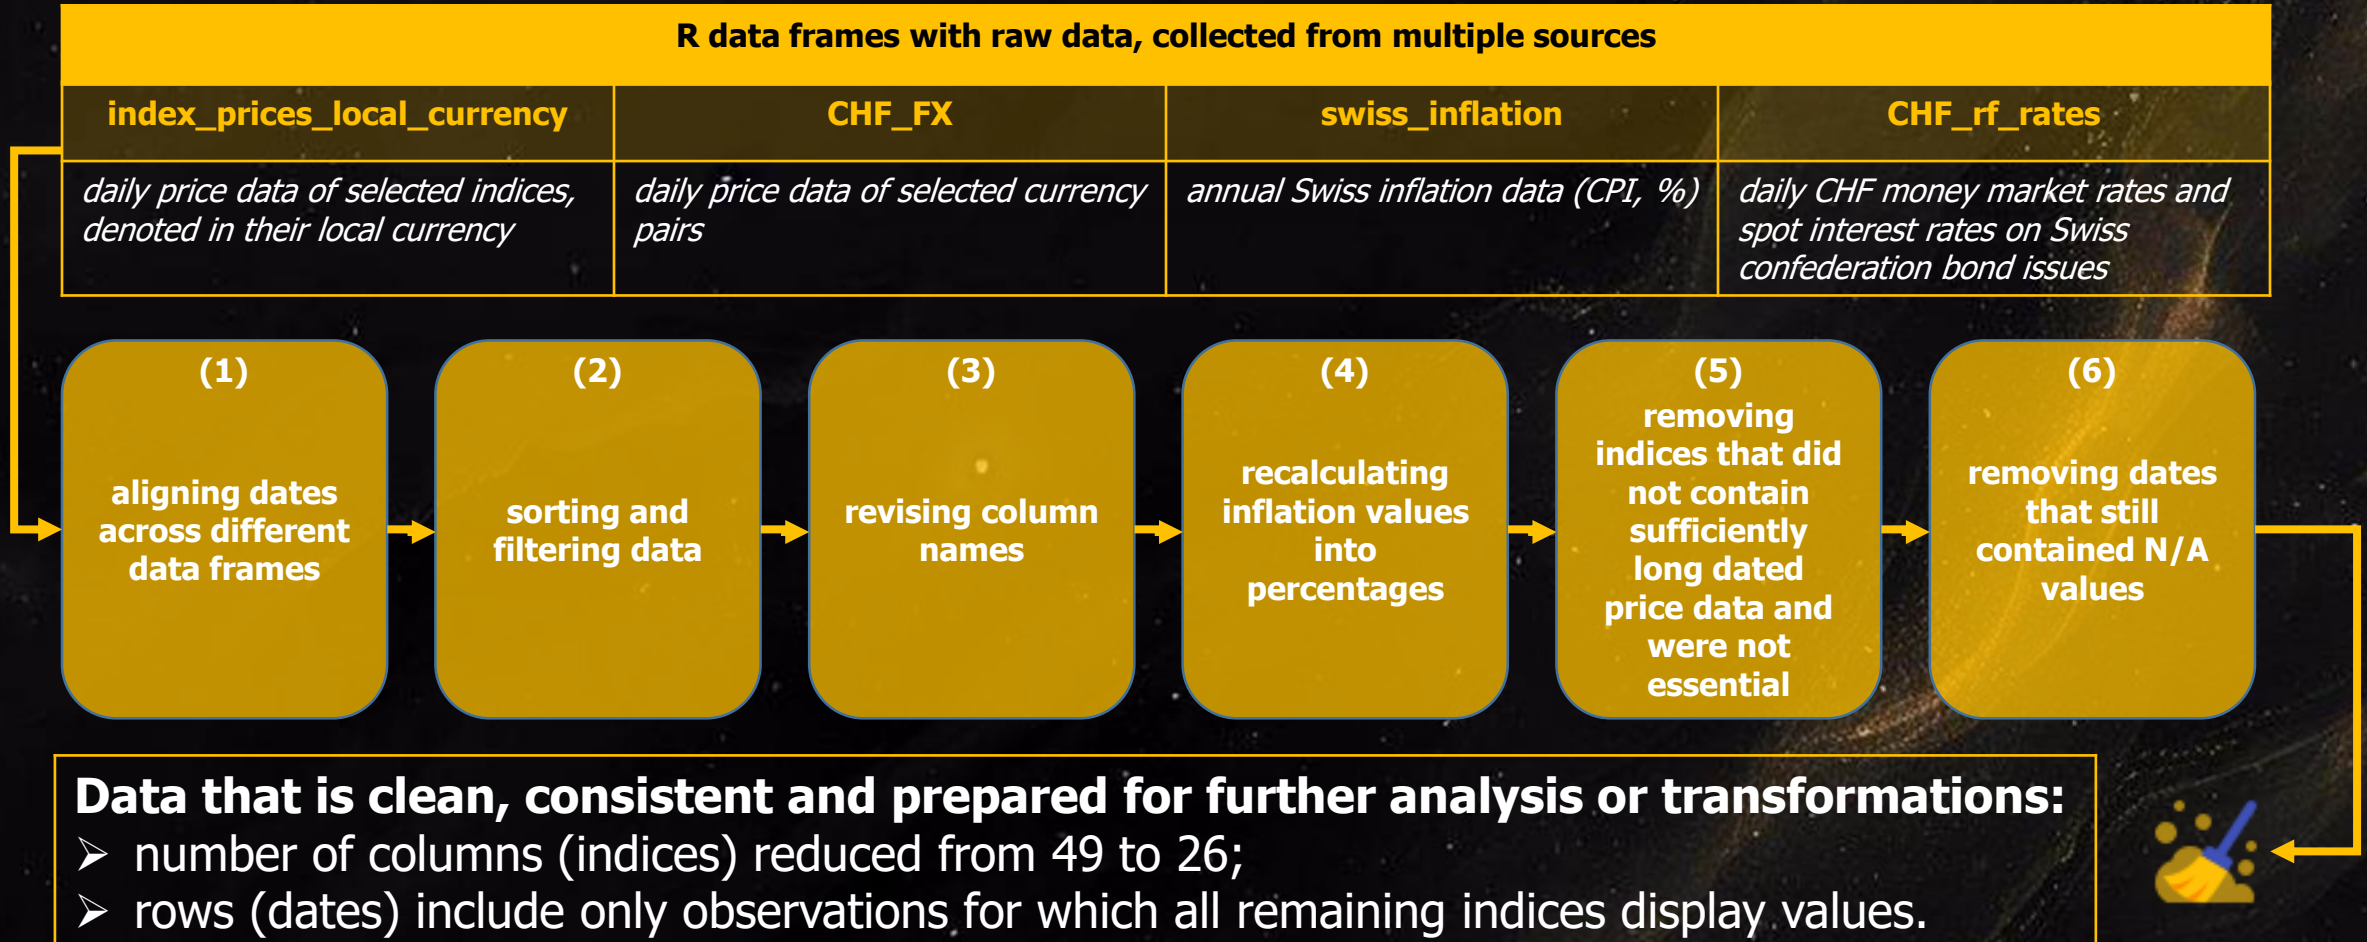 R data frames with raw data, collected from multiple sources
index_prices_local_currency
CHF_FX
swiss_inflation
CHF_rf_rates
daily price data of selected indices,
denoted in their local currency
daily price data of selected currency
pairs
annual Swiss inflation data (CPI, %)
daily CHF money market rates and
spot interest rates on Swiss
confederation bond issues
(1)
aligning dates
across different
data frames
(2)
sorting and
filtering data
(3)
revising column
names
(4)
recalculating
inflation values
into
percentages
(5)
removing
indices that did
not contain
sufficiently
long dated
price data and
were not
essential
(6)
removing dates
that still
contained N/A
values
Data that is clean, consistent and prepared for further analysis or transformations:
➢ number of columns (indices) reduced from 49 to 26;
➢ rows (dates) include only observations for which all remaining indices display values.